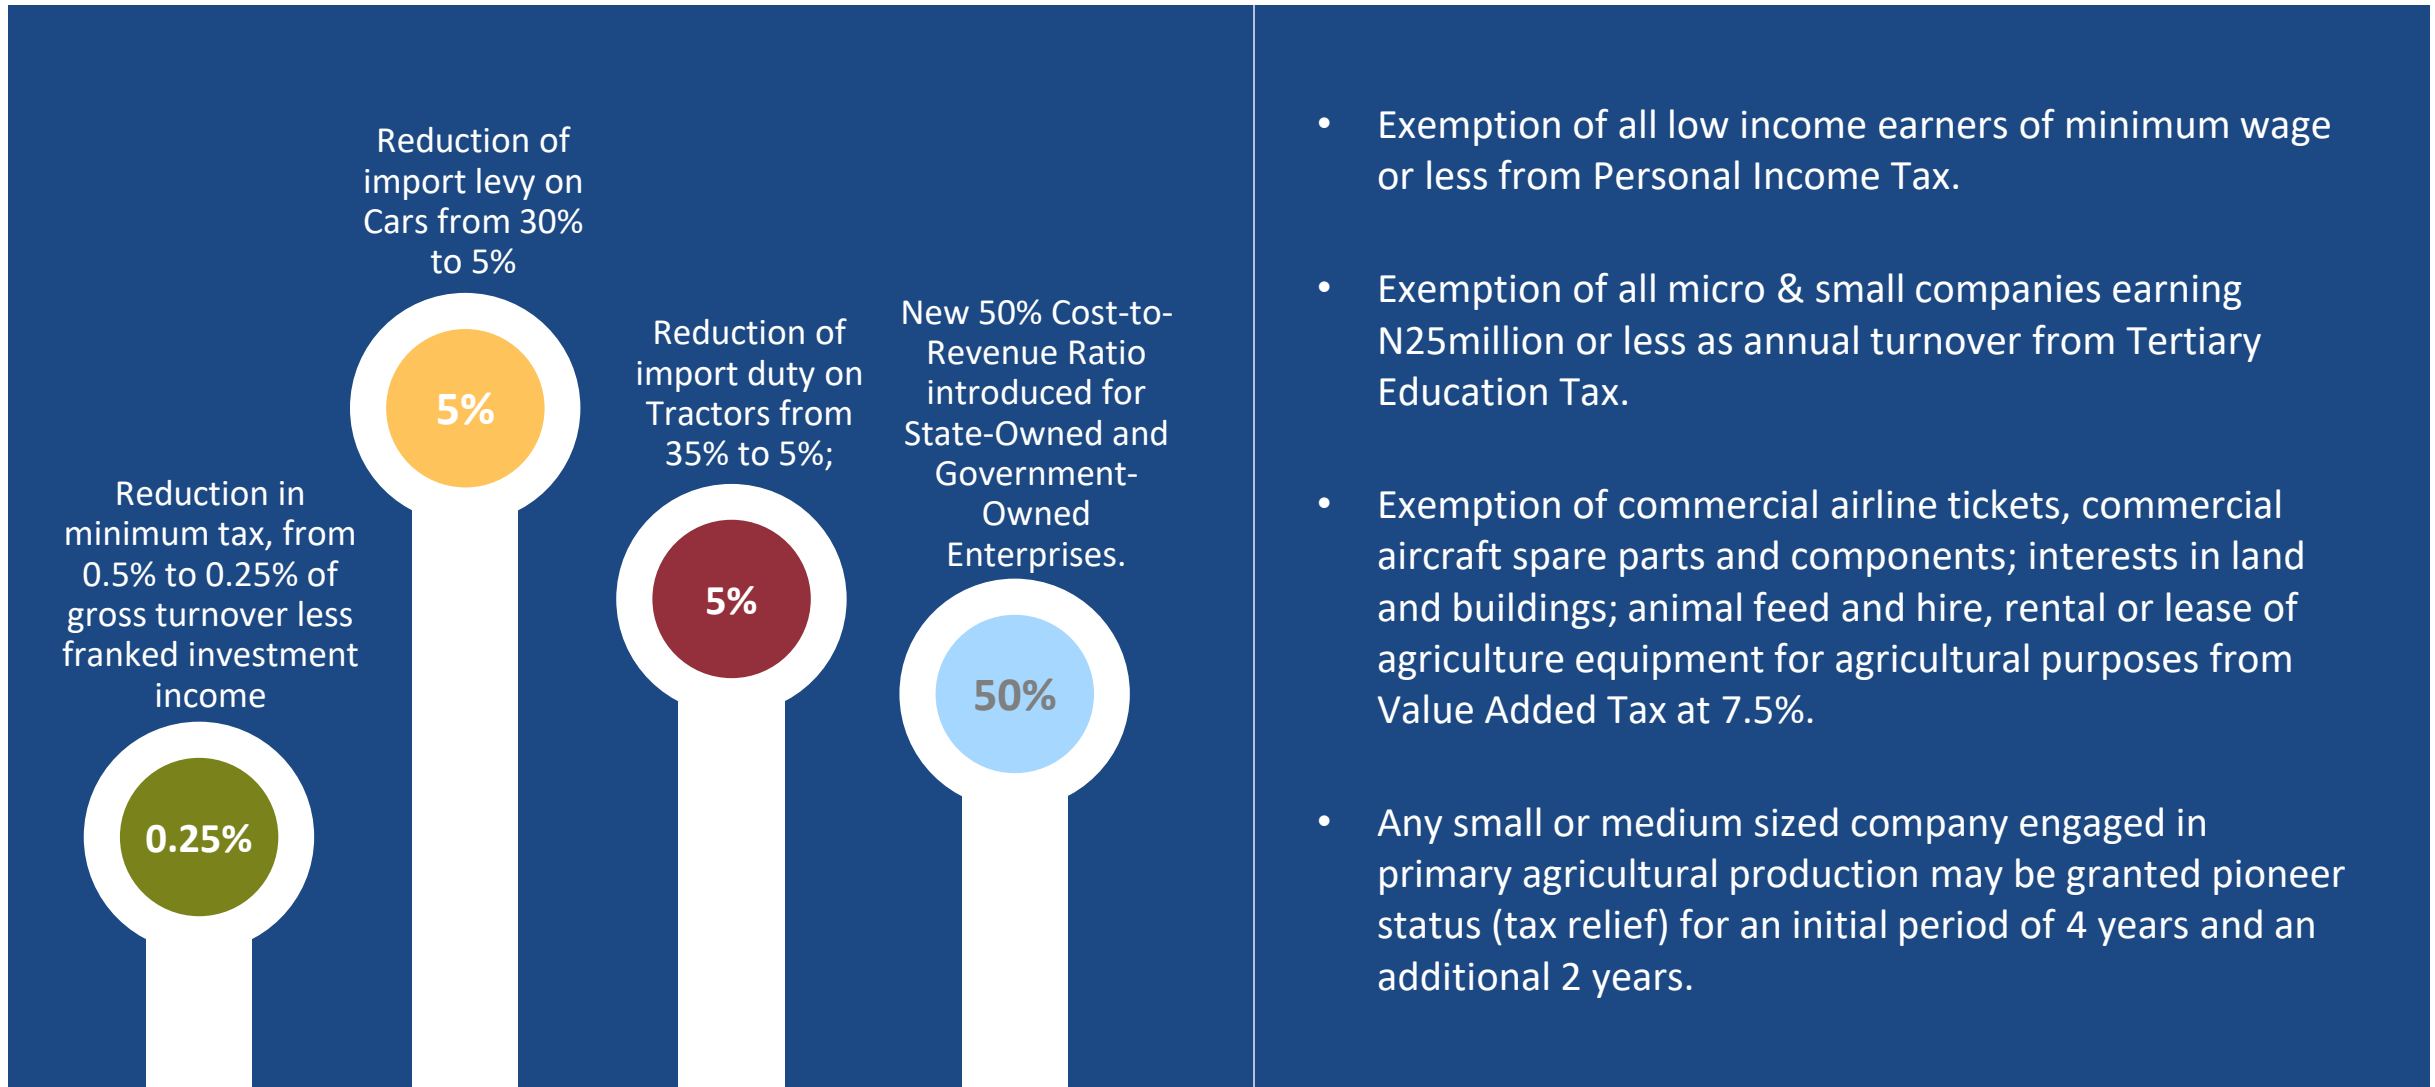 Reduction in
minimum tax, from
0.5% to 0.25% of
gross turnover less
franked investment
income
0.25%
Reduction of
import levy on
Cars from 30%
to 5%
5%
Reduction of
import duty on
Tractors from
35% to 5%;
5%
New 50% Cost-to-
Revenue Ratio
introduced for
State-Owned and
Government-
Owned
Enterprises.
50%
• Exemption of all low income earners of minimum wage
or less from Personal Income Tax.
• Exemption of all micro & small companies earning
N25million or less as annual turnover from Tertiary
Education Tax.
• Exemption of commercial airline tickets, commercial
aircraft spare parts and components; interests in land
and buildings; animal feed and hire, rental or lease of
agriculture equipment for agricultural purposes from
Value Added Tax at 7.5%.
• Any small or medium sized company engaged in
primary agricultural production may be granted pioneer
status (tax relief) for an initial period of 4 years and an
additional 2 years.